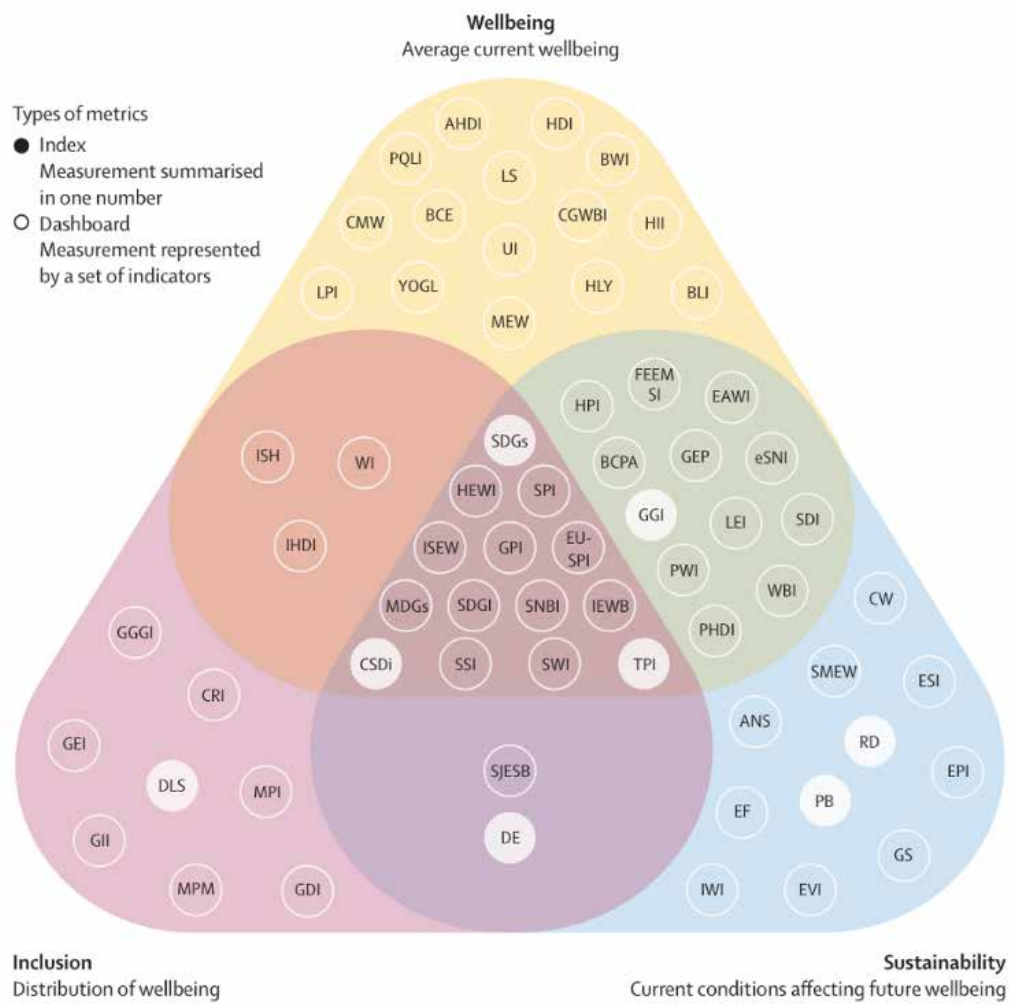 Wellbeing
Average current wellbeing
Types of metrics
Index
Measurement summarised
in one number
Dashboard
Measurement represented
by a set of indicators
AHDI
HDI
PQLI
LS
BWI
CMW
BCE
CGWBI
HII
UI
LPI
YOGL
HLY
BLI
MEW
FEEM
SI
HPI
EAWI
ISH
WI
SDGs
BCPA
GEP
eSNI
HEWI
SPI
GGI
LEI
SDI
IHDI
ISEW
GPI
EU-
SPI
PWI
WBI
CW
MDGs
SDGI
SNBI
IEWB
PHDI
GGGI
CSDi
SSI
SWI
TPI
SMEW
ESI
CRI
ANS
GEI
RD
SJESB
EPI
DLS
MPI
EF
PB
GII
DE
GS
MPM
GDI
IWI
EVI
Inclusion
Distribution of wellbeing
Sustainability
Current conditions affecting future wellbeing